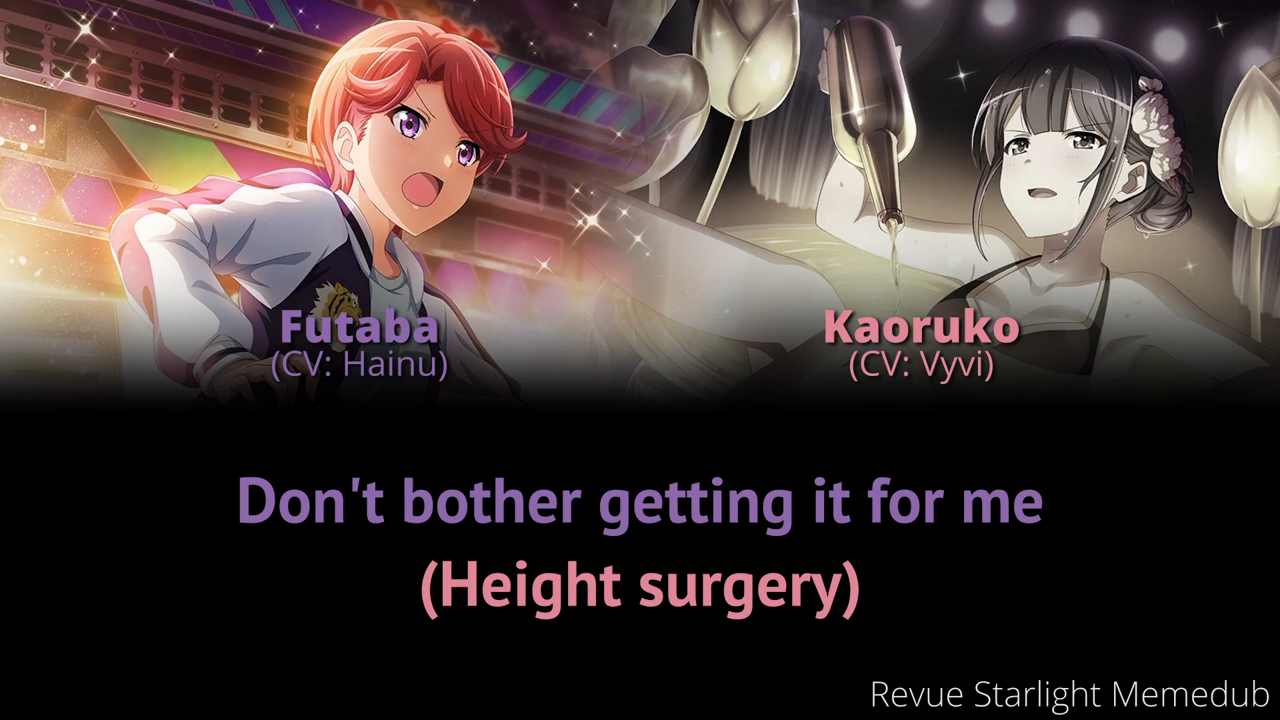 Futaba
(CV: Hainu)
Kaoruko
(CV: Vyvi)
Don't bother getting it for me
(Height surgery)
Revue Starlight Memedub